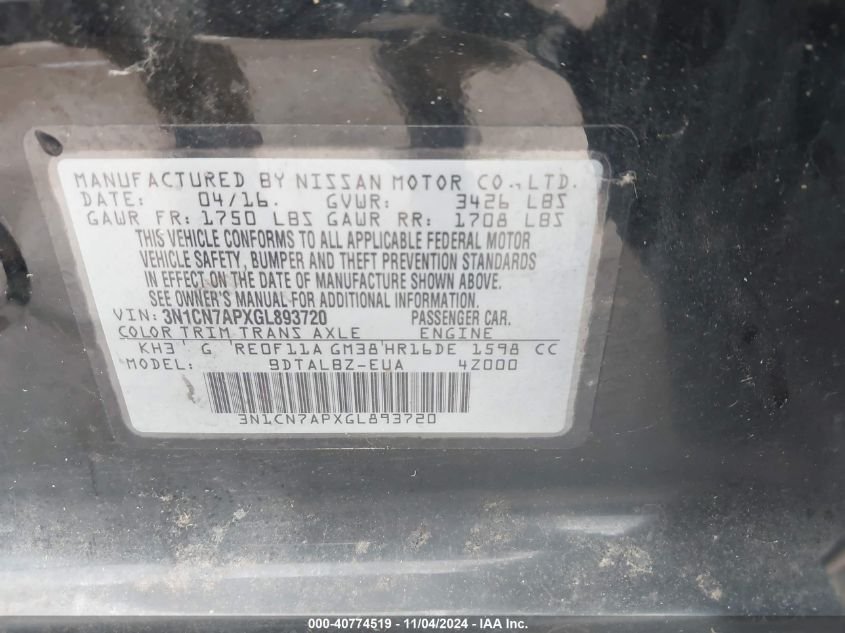 MANUFACTURED BY NISSAN MOTOR CO., LTD.
DATE: 04/16. GVWR: 3426 LBS
GAWR FR: 1750 LBS GAWR RR: 1708 LBS
THIS VEHICLE CONFORMS TO ALL APPLICABLE FEDERAL MOTOR
VEHICLE SAFETY, BUMPER AND THEFT PREVENTION STANDARDS
IN EFFECT ON THE DATE OF MANUFACTURE SHOWN ABOVE.
SEE OWNER'S MANUAL FOR ADDITIONAL INFORMATION.
VIN: 3N1CN7APXGL893720 PASSENGER CAR.
COLOR TRIM TRANS AXLE ENGINE
KH3 G RE0F11A GM38 HR16DE 1598 CC
MODEL: 9DTALBZ-EUA 4Z000
3N1CN7APXGL893720
000-40774519 - 11/04/2024 - IAA Inc.